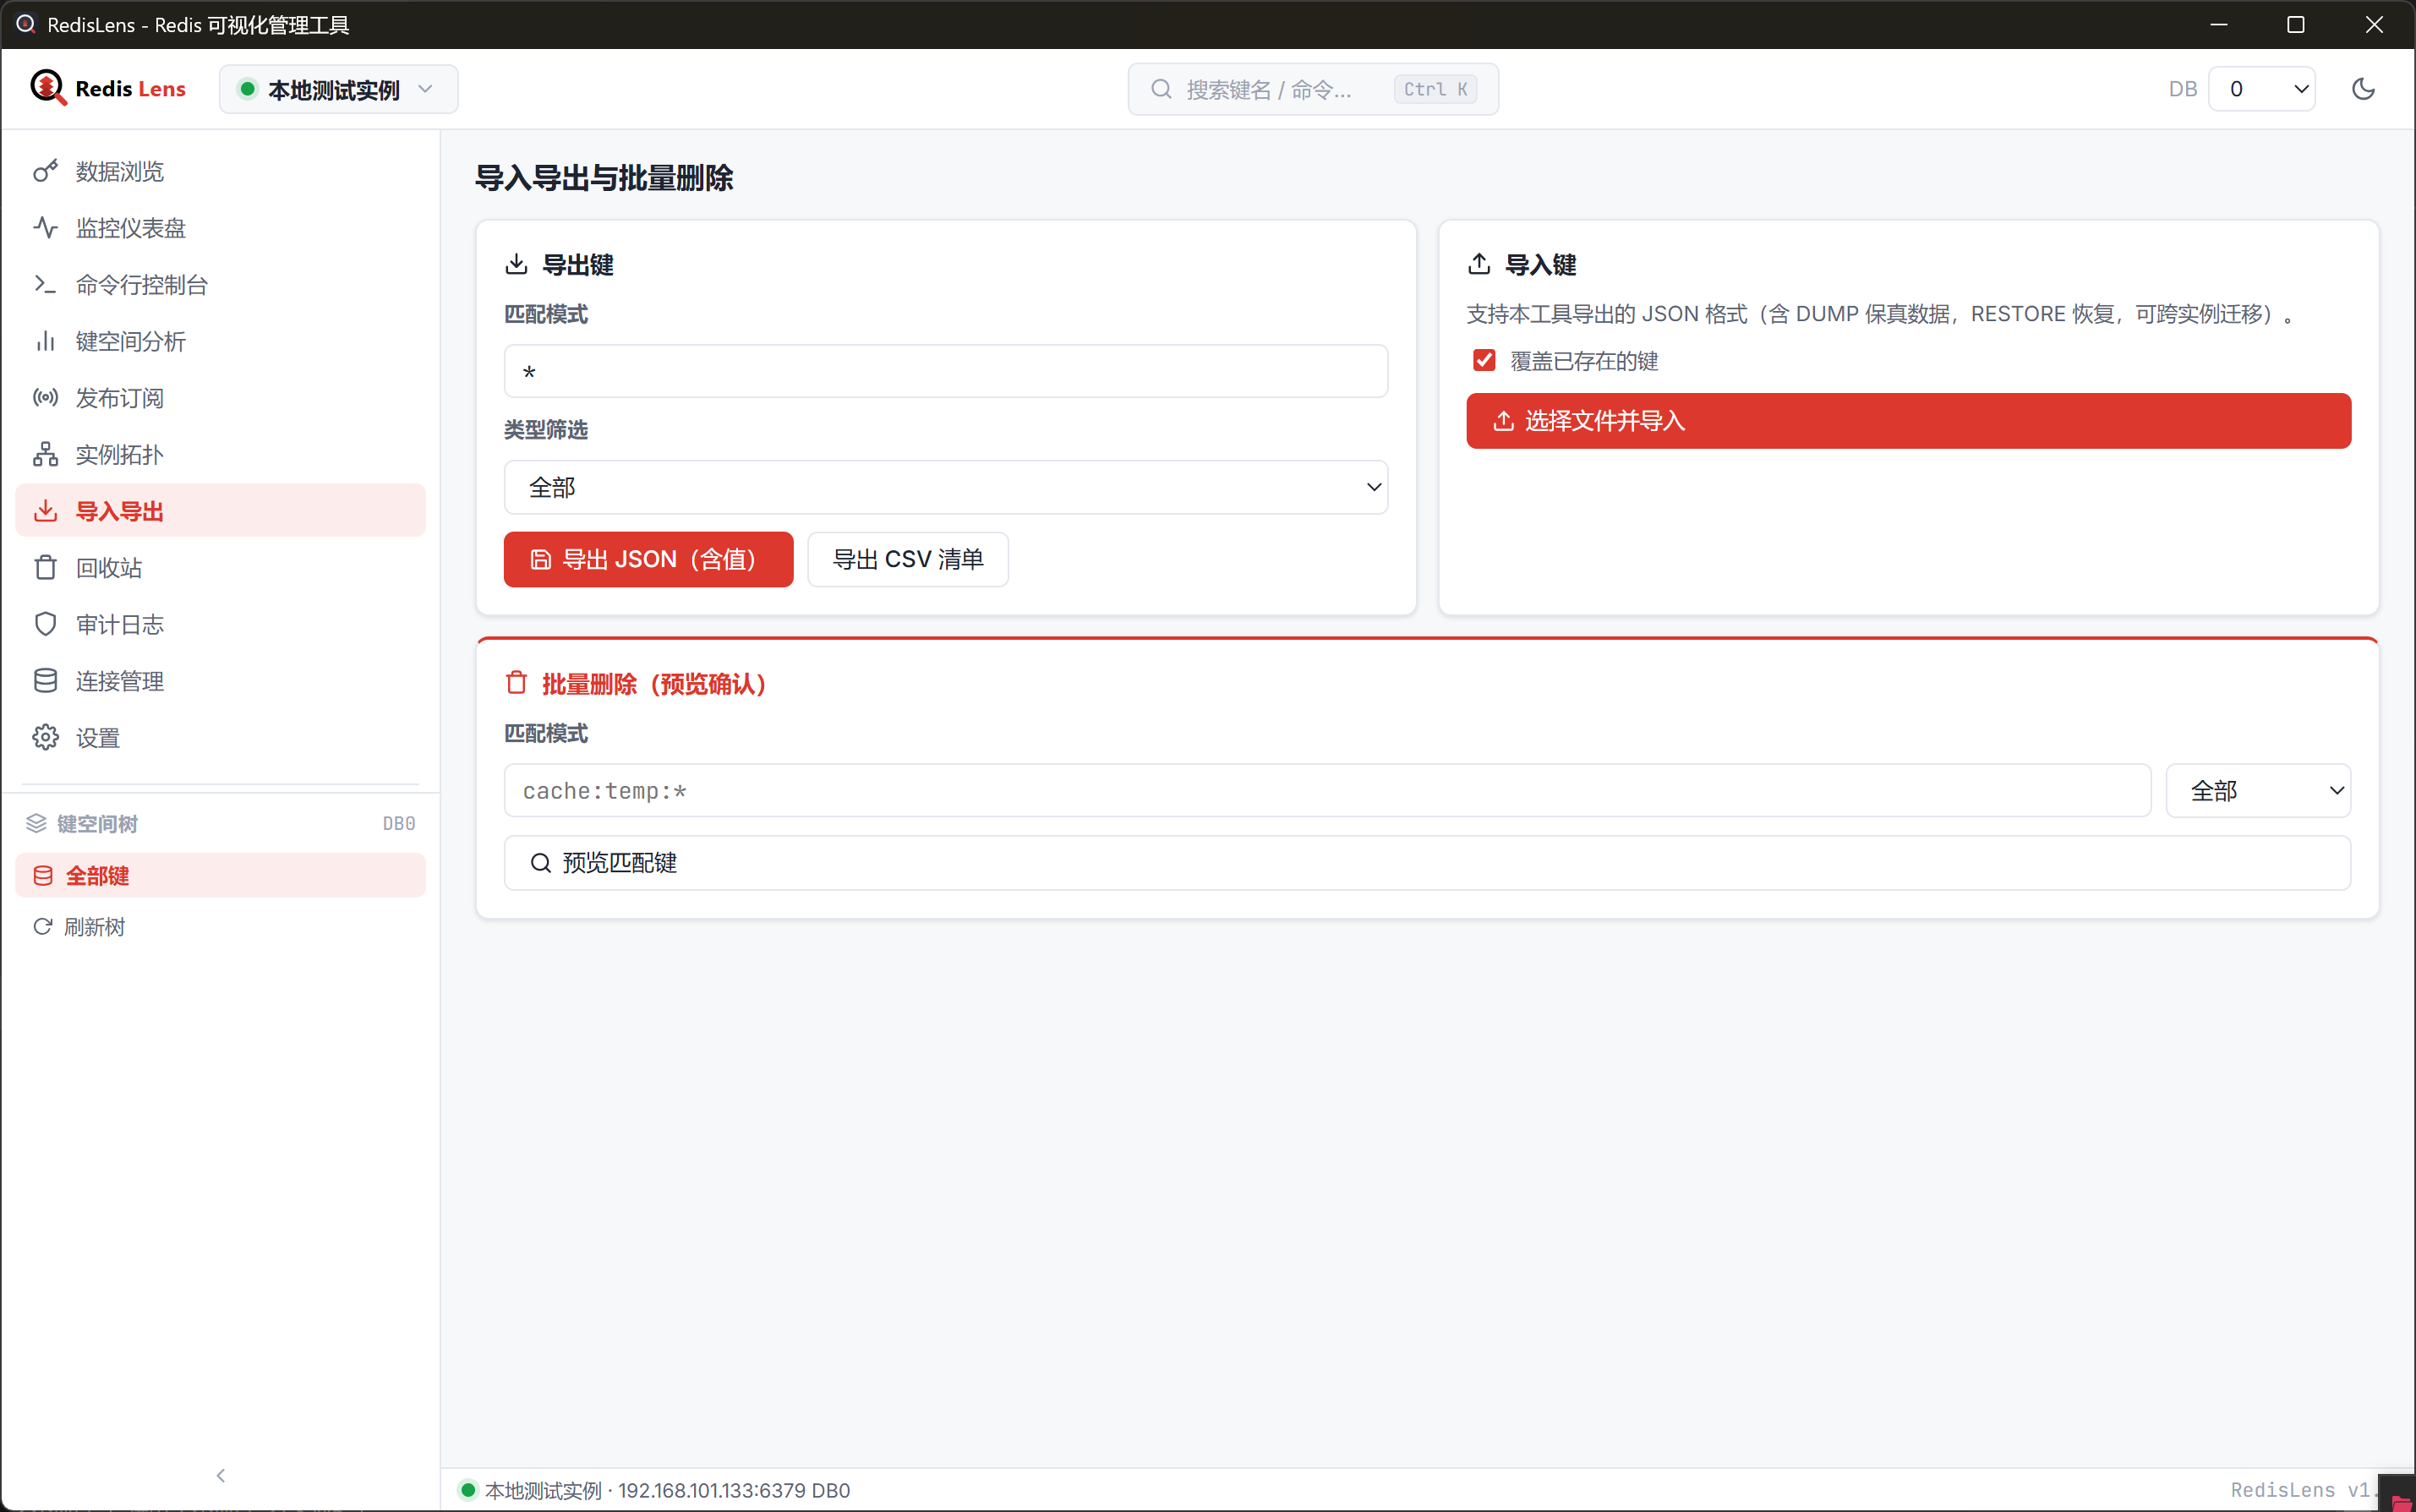 RedisLens - Redis 可视化管理工具
Redis Lens
本地测试实例
搜索键名 / 命令...
Ctrl K
DB
0
数据浏览
监控仪表盘
命令行控制台
键空间分析
发布订阅
实例拓扑
导入导出
回收站
审计日志
连接管理
设置
键空间树
DB0
全部键
刷新树
导入导出与批量删除
导出键
匹配模式
*
类型筛选
全部
导出 JSON（含值）
导出 CSV 清单
导入键
支持本工具导出的 JSON 格式（含 DUMP 保真数据，RESTORE 恢复，可跨实例迁移）。
覆盖已存在的键
选择文件并导入
批量删除（预览确认）
匹配模式
cache:temp:*
全部
预览匹配键
本地测试实例 · 192.168.101.133:6379 DB0
RedisLens v1.